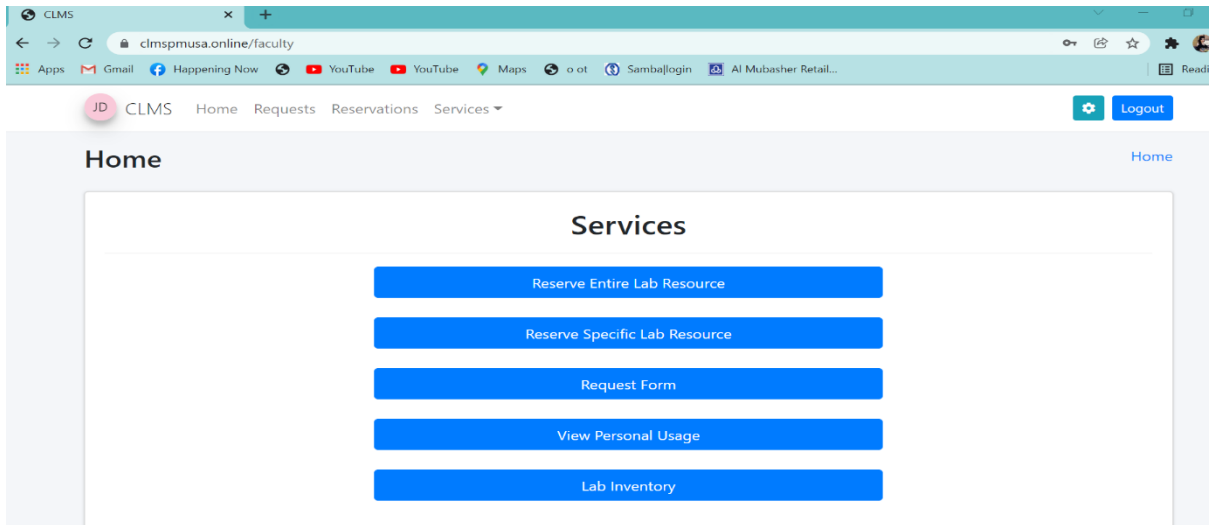 CLMS
clmspmusa.online/faculty
Apps Gmail Happening Now YouTube YouTube Maps o ot Samba|login Al Mubasher Retail... Readi
JD CLMS Home Requests Reservations Services Logout
Home Home
Services
Reserve Entire Lab Resource
Reserve Specific Lab Resource
Request Form
View Personal Usage
Lab Inventory